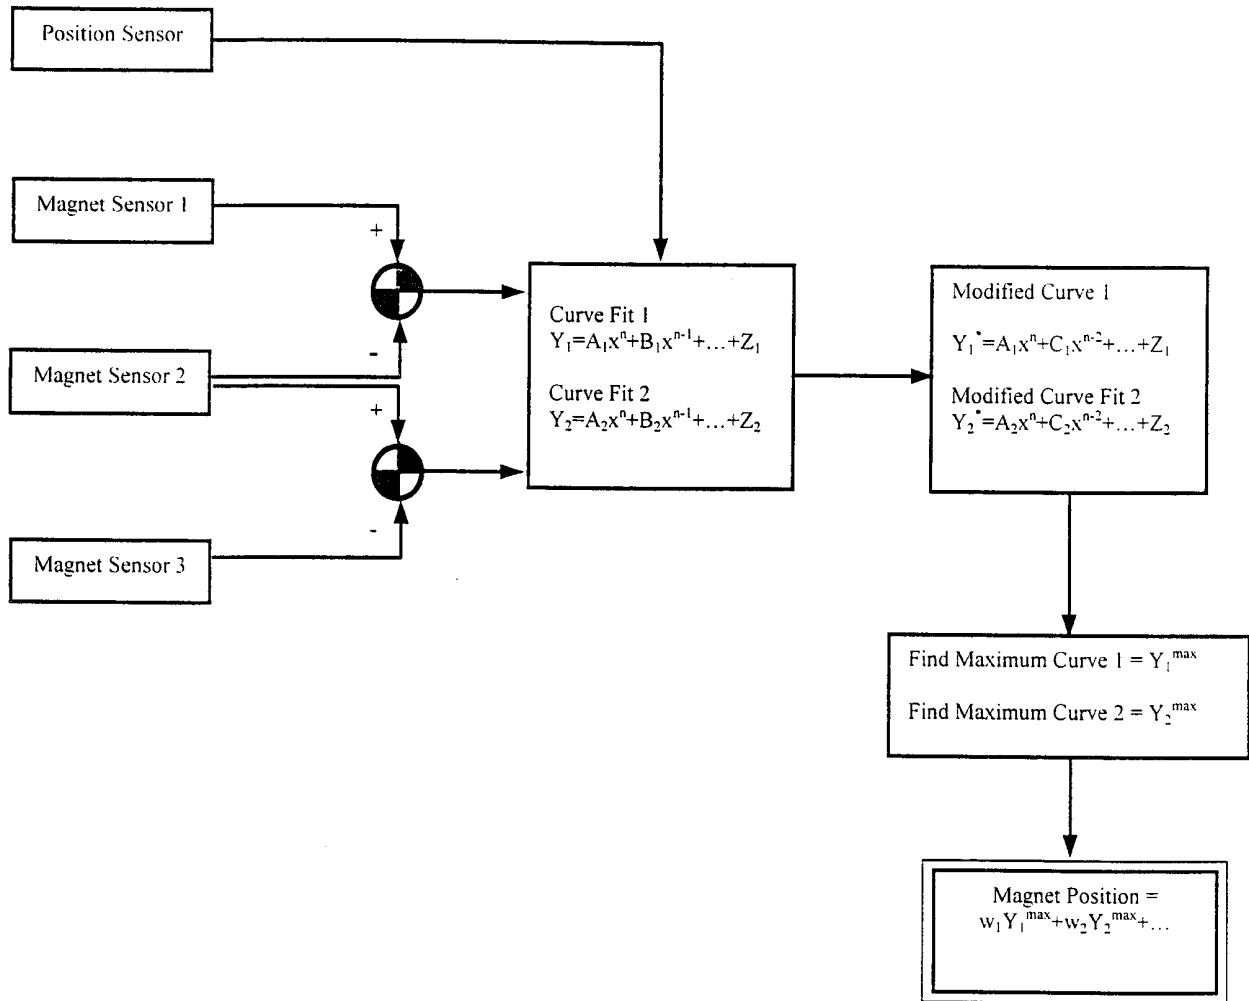 Position Sensor
Magnet Sensor 1
+
-
Magnet Sensor 2
+
-
Magnet Sensor 3
Curve Fit 1
Y₁=A₁xⁿ+B₁xⁿ⁻¹+...+Z₁
Curve Fit 2
Y₂=A₂xⁿ+B₂xⁿ⁻¹+...+Z₂
Modified Curve 1
Y₁*=A₁xⁿ+C₁xⁿ⁻²+...+Z₁
Modified Curve Fit 2
Y₂*=A₂xⁿ+C₂xⁿ⁻²+...+Z₂
Find Maximum Curve 1 = Y₁ᵐᵃˣ
Find Maximum Curve 2 = Y₂ᵐᵃˣ
Magnet Position =
w₁Y₁ᵐᵃˣ+w₂Y₂ᵐᵃˣ+...